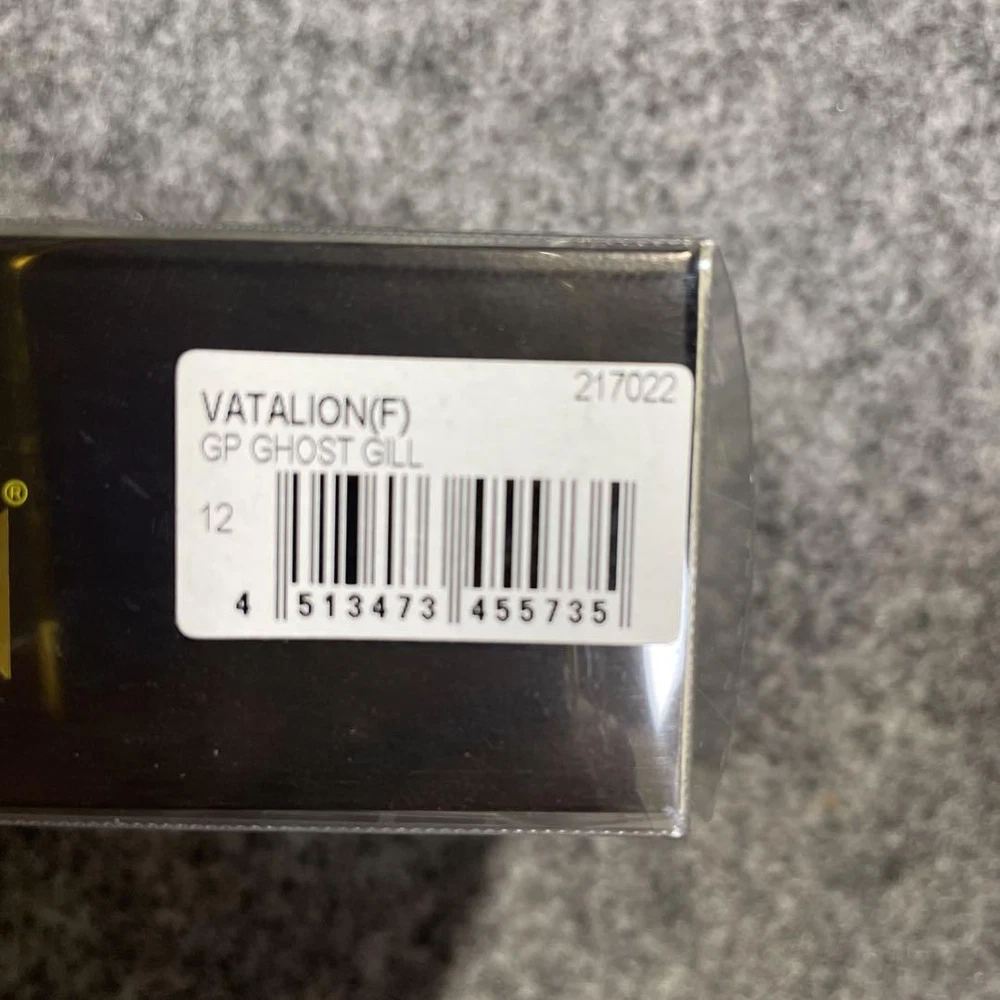 217022
VATALION(F)
GP GHOST GILL
12
4 513473 455735
®